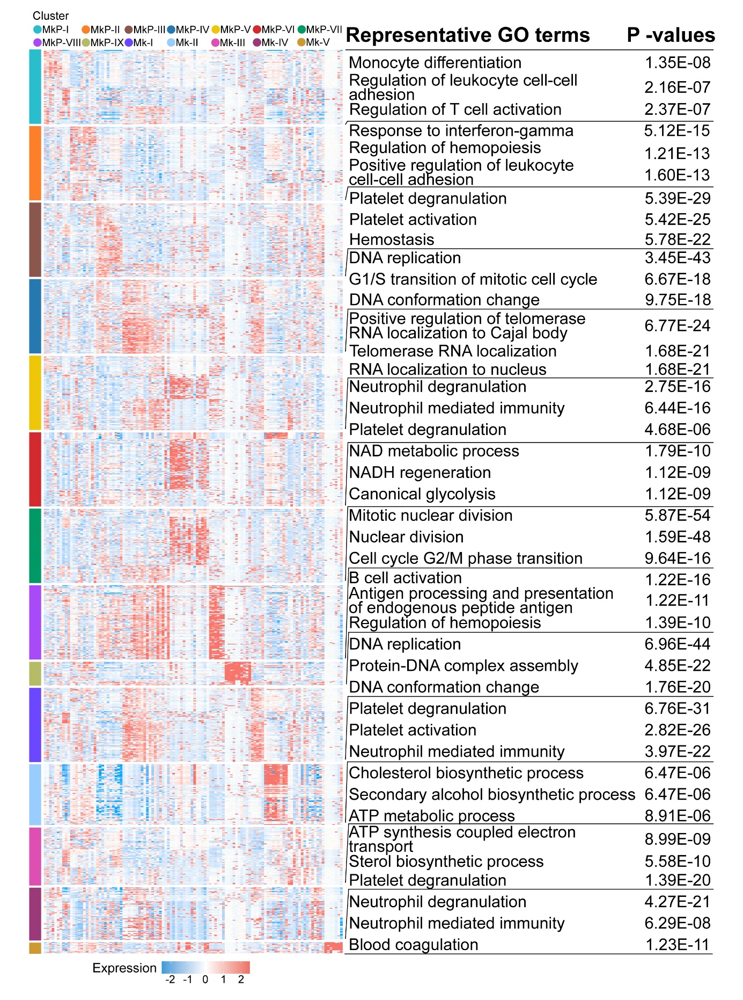 Cluster
MkP-I MkP-II MkP-III MkP-IV MkP-V MkP-VI MkP-VII
MkP-VIII MkP-IX Mk-I Mk-II Mk-III Mk-IV Mk-V
Representative GO terms P -values
Monocyte differentiation 1.35E-08
Regulation of leukocyte cell-cell
adhesion 2.16E-07
Regulation of T cell activation 2.37E-07
Response to interferon-gamma 5.12E-15
Regulation of hemopoiesis 1.21E-13
Positive regulation of leukocyte
cell-cell adhesion 1.60E-13
Platelet degranulation 5.39E-29
Platelet activation 5.42E-25
Hemostasis 5.78E-22
DNA replication 3.45E-43
G1/S transition of mitotic cell cycle 6.67E-18
DNA conformation change 9.75E-18
Positive regulation of telomerase
RNA localization to Cajal body 6.77E-24
Telomerase RNA localization 1.68E-21
RNA localization to nucleus 1.68E-21
Neutrophil degranulation 2.75E-16
Neutrophil mediated immunity 6.44E-16
Platelet degranulation 4.68E-06
NAD metabolic process 1.79E-10
NADH regeneration 1.12E-09
Canonical glycolysis 1.12E-09
Mitotic nuclear division 5.87E-54
Nuclear division 1.59E-48
Cell cycle G2/M phase transition 9.64E-16
B cell activation 1.22E-16
Antigen processing and presentation
of endogenous peptide antigen 1.22E-11
Regulation of hemopoiesis 1.39E-10
DNA replication 6.96E-44
Protein-DNA complex assembly 4.85E-22
DNA conformation change 1.76E-20
Platelet degranulation 6.76E-31
Platelet activation 2.82E-26
Neutrophil mediated immunity 3.97E-22
Cholesterol biosynthetic process 6.47E-06
Secondary alcohol biosynthetic process 6.47E-06
ATP metabolic process 8.91E-06
ATP synthesis coupled electron
transport 8.99E-09
Sterol biosynthetic process 5.58E-10
Platelet degranulation 1.39E-20
Neutrophil degranulation 4.27E-21
Neutrophil mediated immunity 6.29E-08
Blood coagulation 1.23E-11
Expression
-2 -1 0 1 2